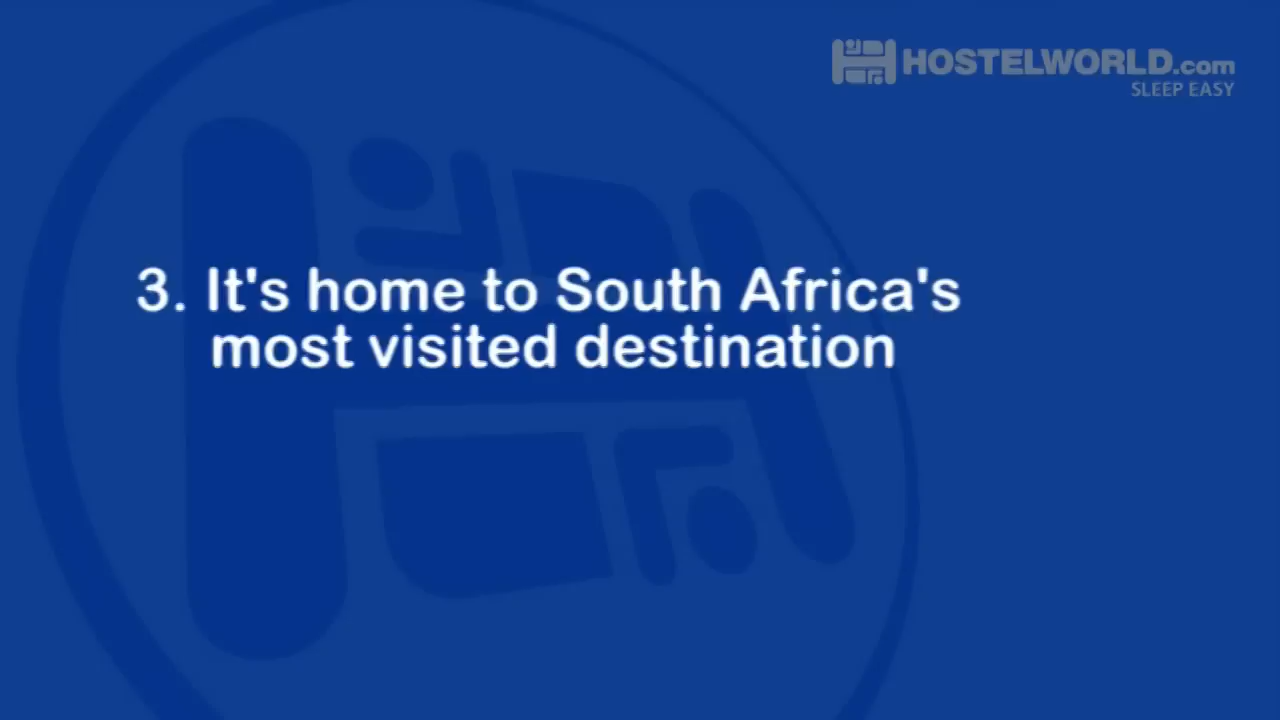 HOSTELWORLD.com
SLEEP EASY
3. It's home to South Africa's
most visited destination